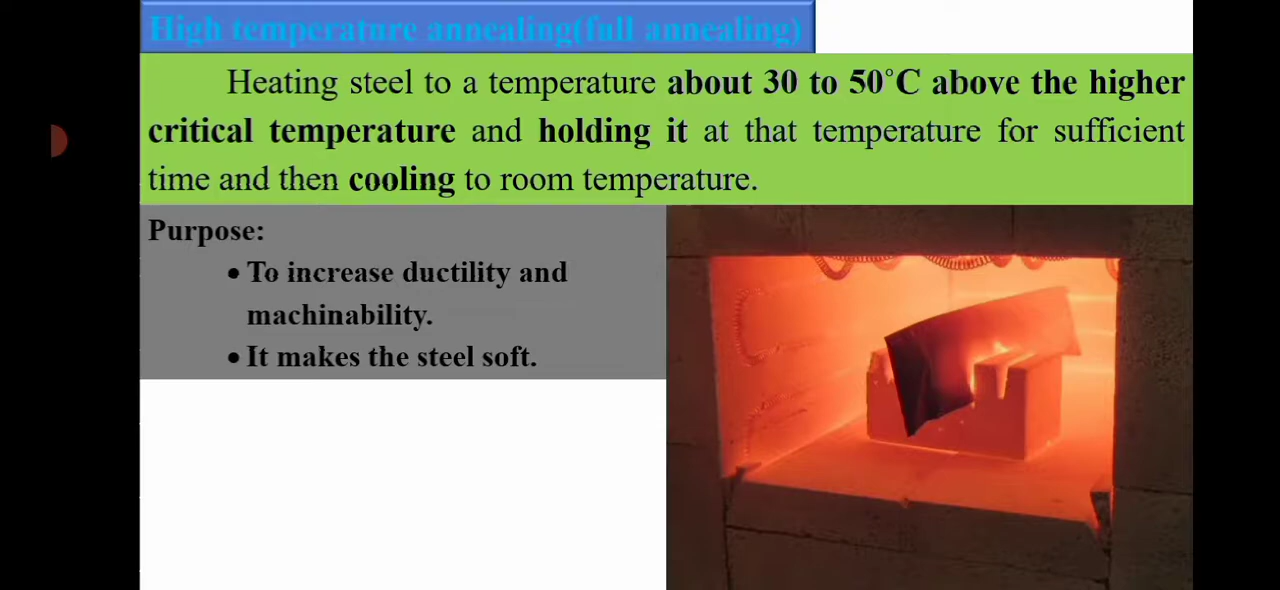 High temperature annealing(full annealing)
Heating steel to a temperature about 30 to 50°C above the higher
critical temperature and holding it at that temperature for sufficient
time and then cooling to room temperature.
Purpose:
• To increase ductility and
machinability.
• It makes the steel soft.